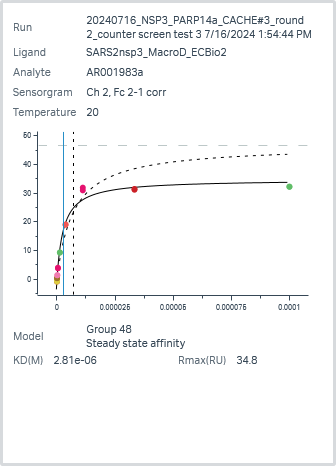 Run 20240716_NSP3_PARP14a_CACHE#3_round
2_counter screen test 3 7/16/2024 1:54:44 PM
Ligand SARS2nsp3_MacroD_ECBio2
Analyte AR001983a
Sensorgram Ch 2, Fc 2-1 corr
Temperature 20
60
50
40
30
20
10
0
0 0.000025 0.00005 0.000075 0.0001
Model Group 48
Steady state affinity
KD(M) 2.81e-06 Rmax(RU) 34.8